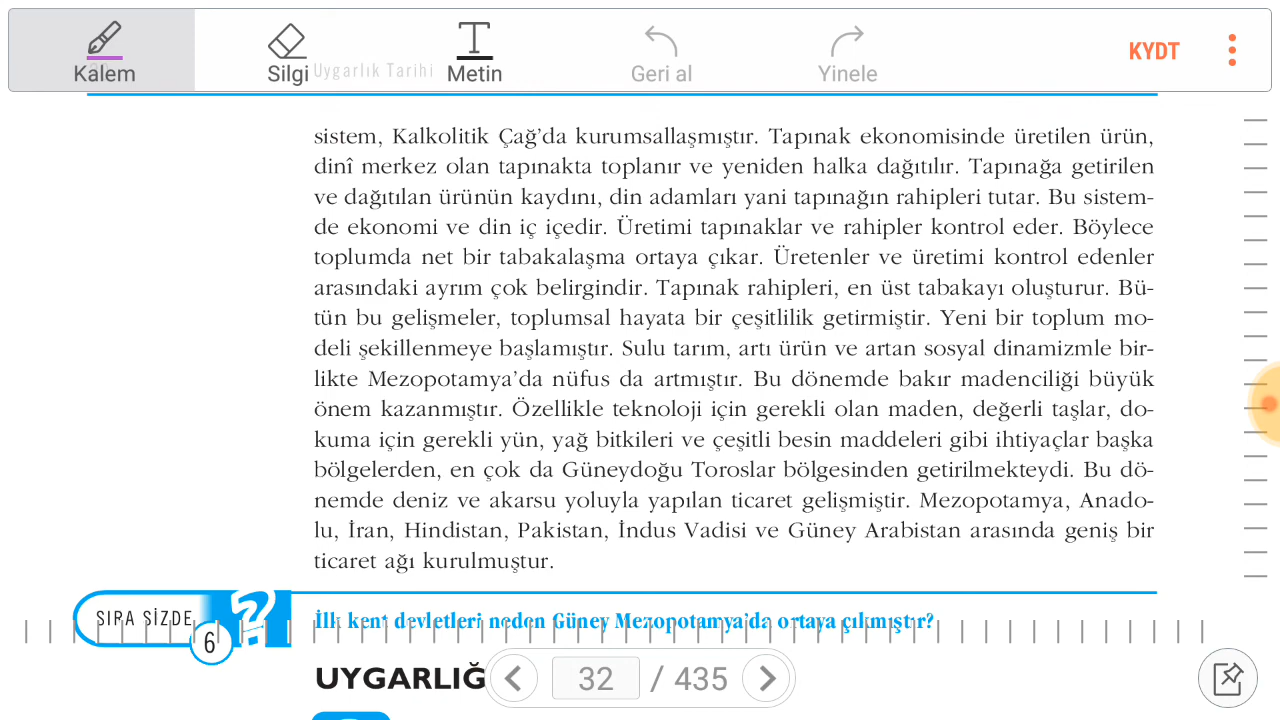 Kalem
Silgi
Uygarlık Tarihi
Metin
Geri al
Yinele
KYDT
sistem, Kalkolitik Çağ’da kurumsallaşmıştır. Tapınak ekonomisinde üretilen ürün,
dinî merkez olan tapınakta toplanır ve yeniden halka dağıtılır. Tapınağa getirilen
ve dağıtılan ürünün kaydını, din adamları yani tapınağın rahipleri tutar. Bu sistem-
de ekonomi ve din iç içedir. Üretimi tapınaklar ve rahipler kontrol eder. Böylece
toplumda net bir tabakalaşma ortaya çıkar. Üretenler ve üretimi kontrol edenler
arasındaki ayrım çok belirgindir. Tapınak rahipleri, en üst tabakayı oluşturur. Bü-
tün bu gelişmeler, toplumsal hayata bir çeşitlilik getirmiştir. Yeni bir toplum mo-
deli şekillenmeye başlamıştır. Sulu tarım, artı ürün ve artan sosyal dinamizmle bir-
likte Mezopotamya’da nüfus da artmıştır. Bu dönemde bakır madenciliği büyük
önem kazanmıştır. Özellikle teknoloji için gerekli olan maden, değerli taşlar, do-
kuma için gerekli yün, yağ bitkileri ve çeşitli besin maddeleri gibi ihtiyaçlar başka
bölgelerden, en çok da Güneydoğu Toroslar bölgesinden getirilmekteydi. Bu dö-
nemde deniz ve akarsu yoluyla yapılan ticaret gelişmiştir. Mezopotamya, Anado-
lu, İran, Hindistan, Pakistan, İndus Vadisi ve Güney Arabistan arasında geniş bir
ticaret ağı kurulmuştur.
SIRA SİZDE
6
İlk kent devletleri neden Güney Mezopotamya’da ortaya çıkmıştır?
UYGARLIĞ
32 / 435